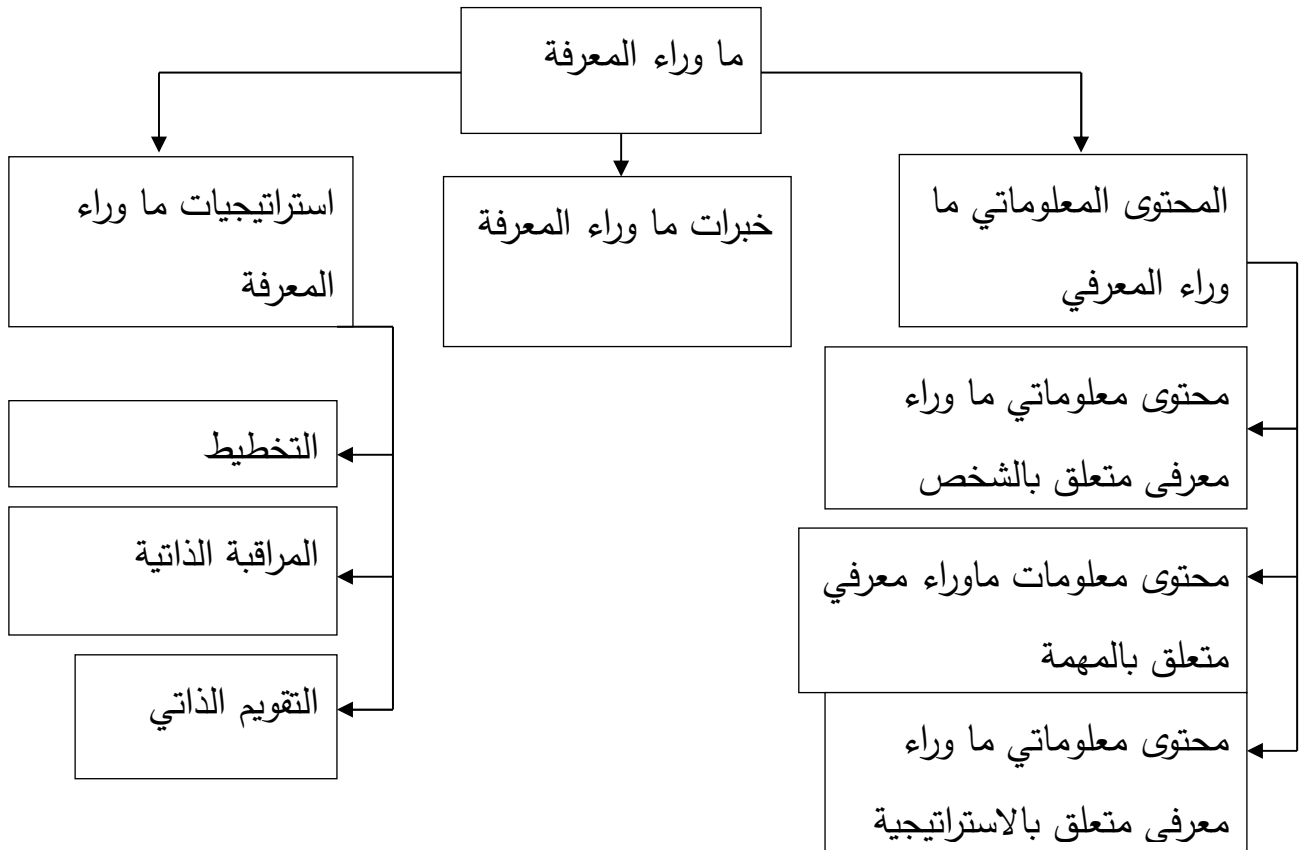 ما وراء المعرفة
المحتوى المعلوماتي ما
وراء المعرفي
خبرات ما وراء المعرفة
استراتيجيات ما وراء
المعرفة
محتوى معلوماتي ما وراء
معرفى متعلق بالشخص
محتوى معلومات ماوراء معرفي
متعلق بالمهمة
محتوى معلوماتي ما وراء
معرفى متعلق بالاستراتيجية
التخطيط
المراقبة الذاتية
التقويم الذاتي